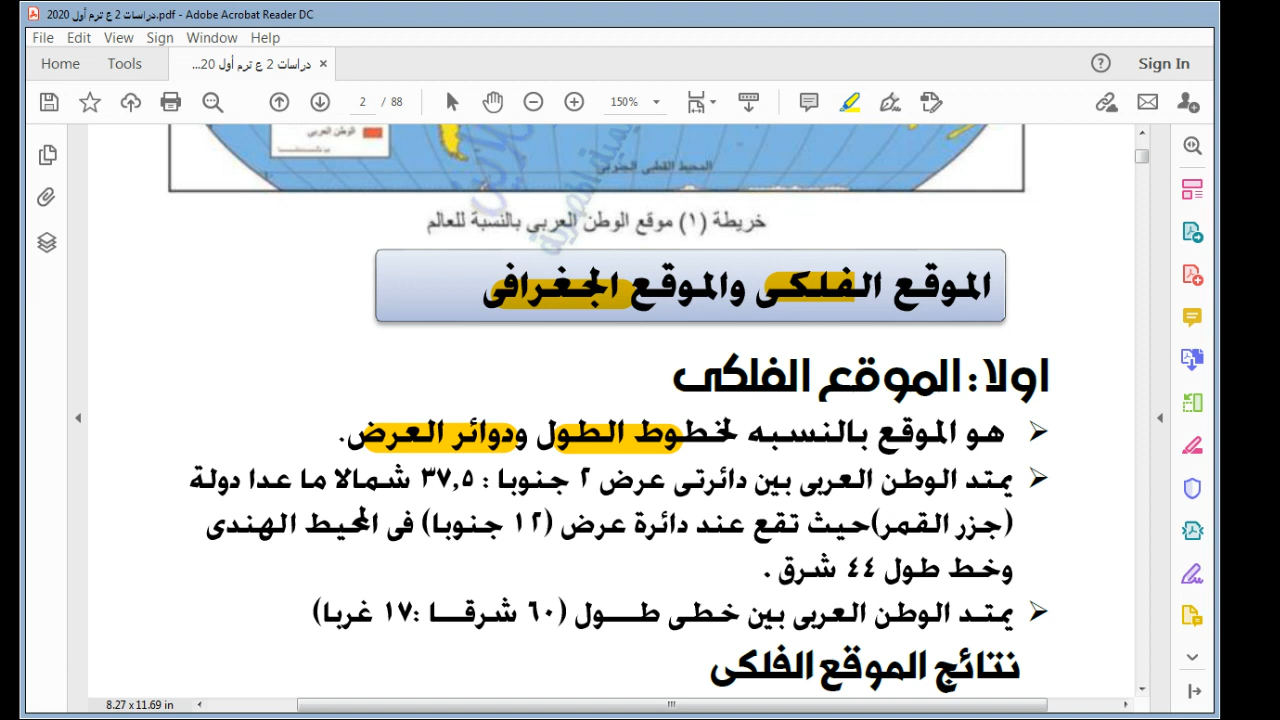 دراسات 2 ع ترم أول 2020.pdf - Adobe Acrobat Reader DC
File Edit View Sign Window Help
Home Tools دراسات 2 ع ترم أول 20... × Sign In
2 / 88 150%
الوطن العربى
المحيط القطبى الجنوبى
خريطة (١) موقع الوطن العربى بالنسبة للعالم
الموقع الفلكى والموقع الجغرافى
اولا: الموقع الفلكى
هو الموقع بالنسبه لخطوط الطول ودوائر العرض.
يمتد الوطن العربى بين دائرتى عرض ٢ جنوبا : ٣٧,٥ شمالا ما عدا دولة
(جزر القمر)حيث تقع عند دائرة عرض (١٢ جنوبا) فى المحيط الهندى
وخط طول ٤٤ شرق .
يمتد الوطن العربى بين خطى طـــول (٦٠ شرقـــا :١٧ غربا)
نتائج الموقع الفلكى
8.27 x 11.69 in